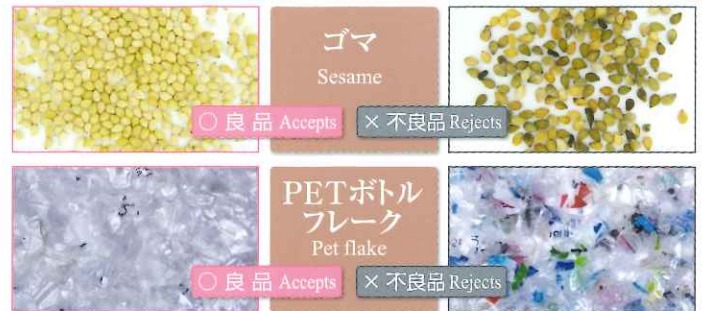 ゴマ
Sesame
○ 良 品 Accepts
× 不良品 Rejects
PETボトル
フレーク
Pet flake
○ 良 品 Accepts
× 不良品 Rejects